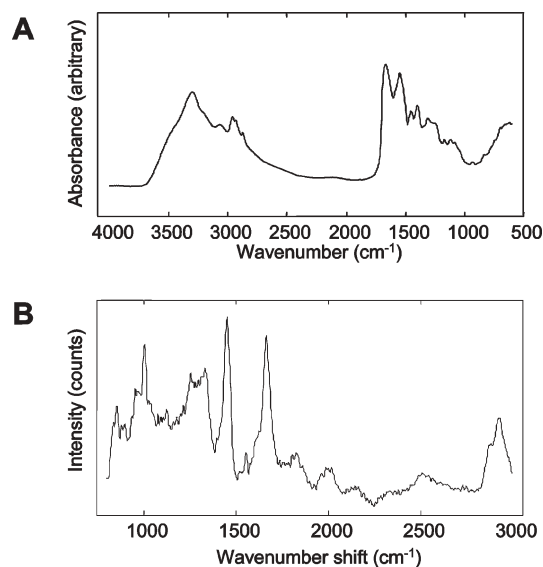 A
Absorbance (arbitrary)
4000 3500 3000 2500 2000 1500 1000 500
Wavenumber (cm⁻¹)
B
Intensity (counts)
1000 1500 2000 2500 3000
Wavenumber shift (cm⁻¹)